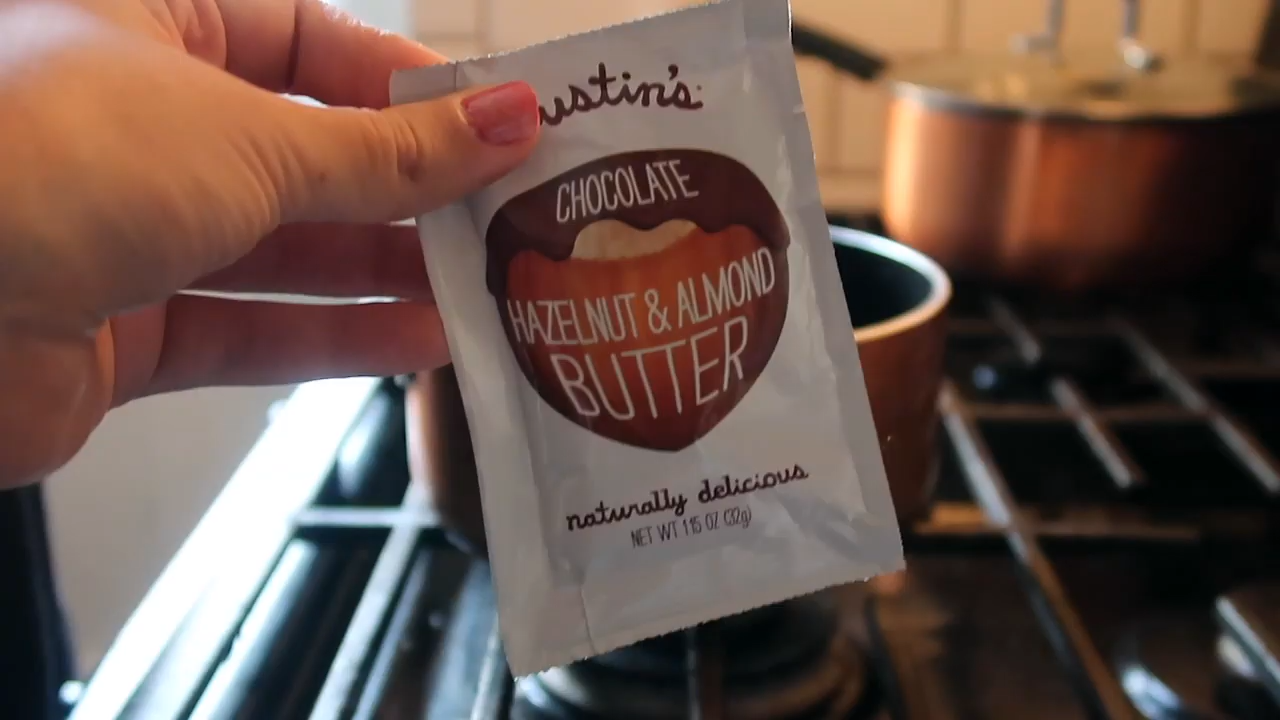 ustin's
CHOCOLATE
HAZELNUT & ALMOND
BUTTER
naturally delicious
NET WT 1.15 OZ (32g)